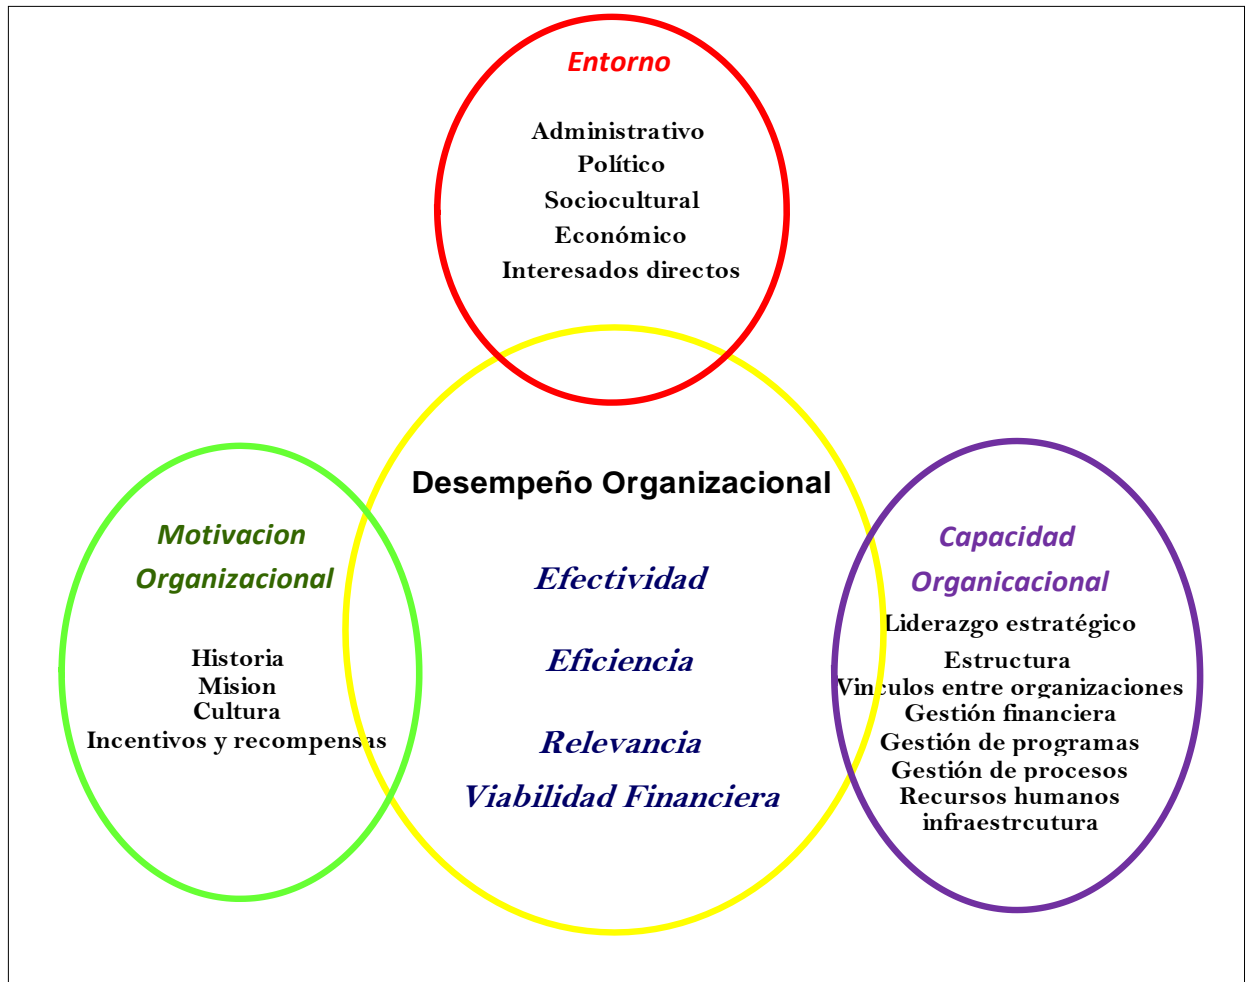 Entorno
Administrativo
Político
Sociocultural
Económico
Interesados directos
Desempeño Organizacional
Efectividad
Eficiencia
Relevancia
Viabilidad Financiera
Motivacion
Organizacional
Historia
Mision
Cultura
Incentivos y recompensas
Capacidad
Organicacional
Liderazgo estratégico
Estructura
Vinculos entre organizaciones
Gestión financiera
Gestión de programas
Gestión de procesos
Recursos humanos
infraestrcutura